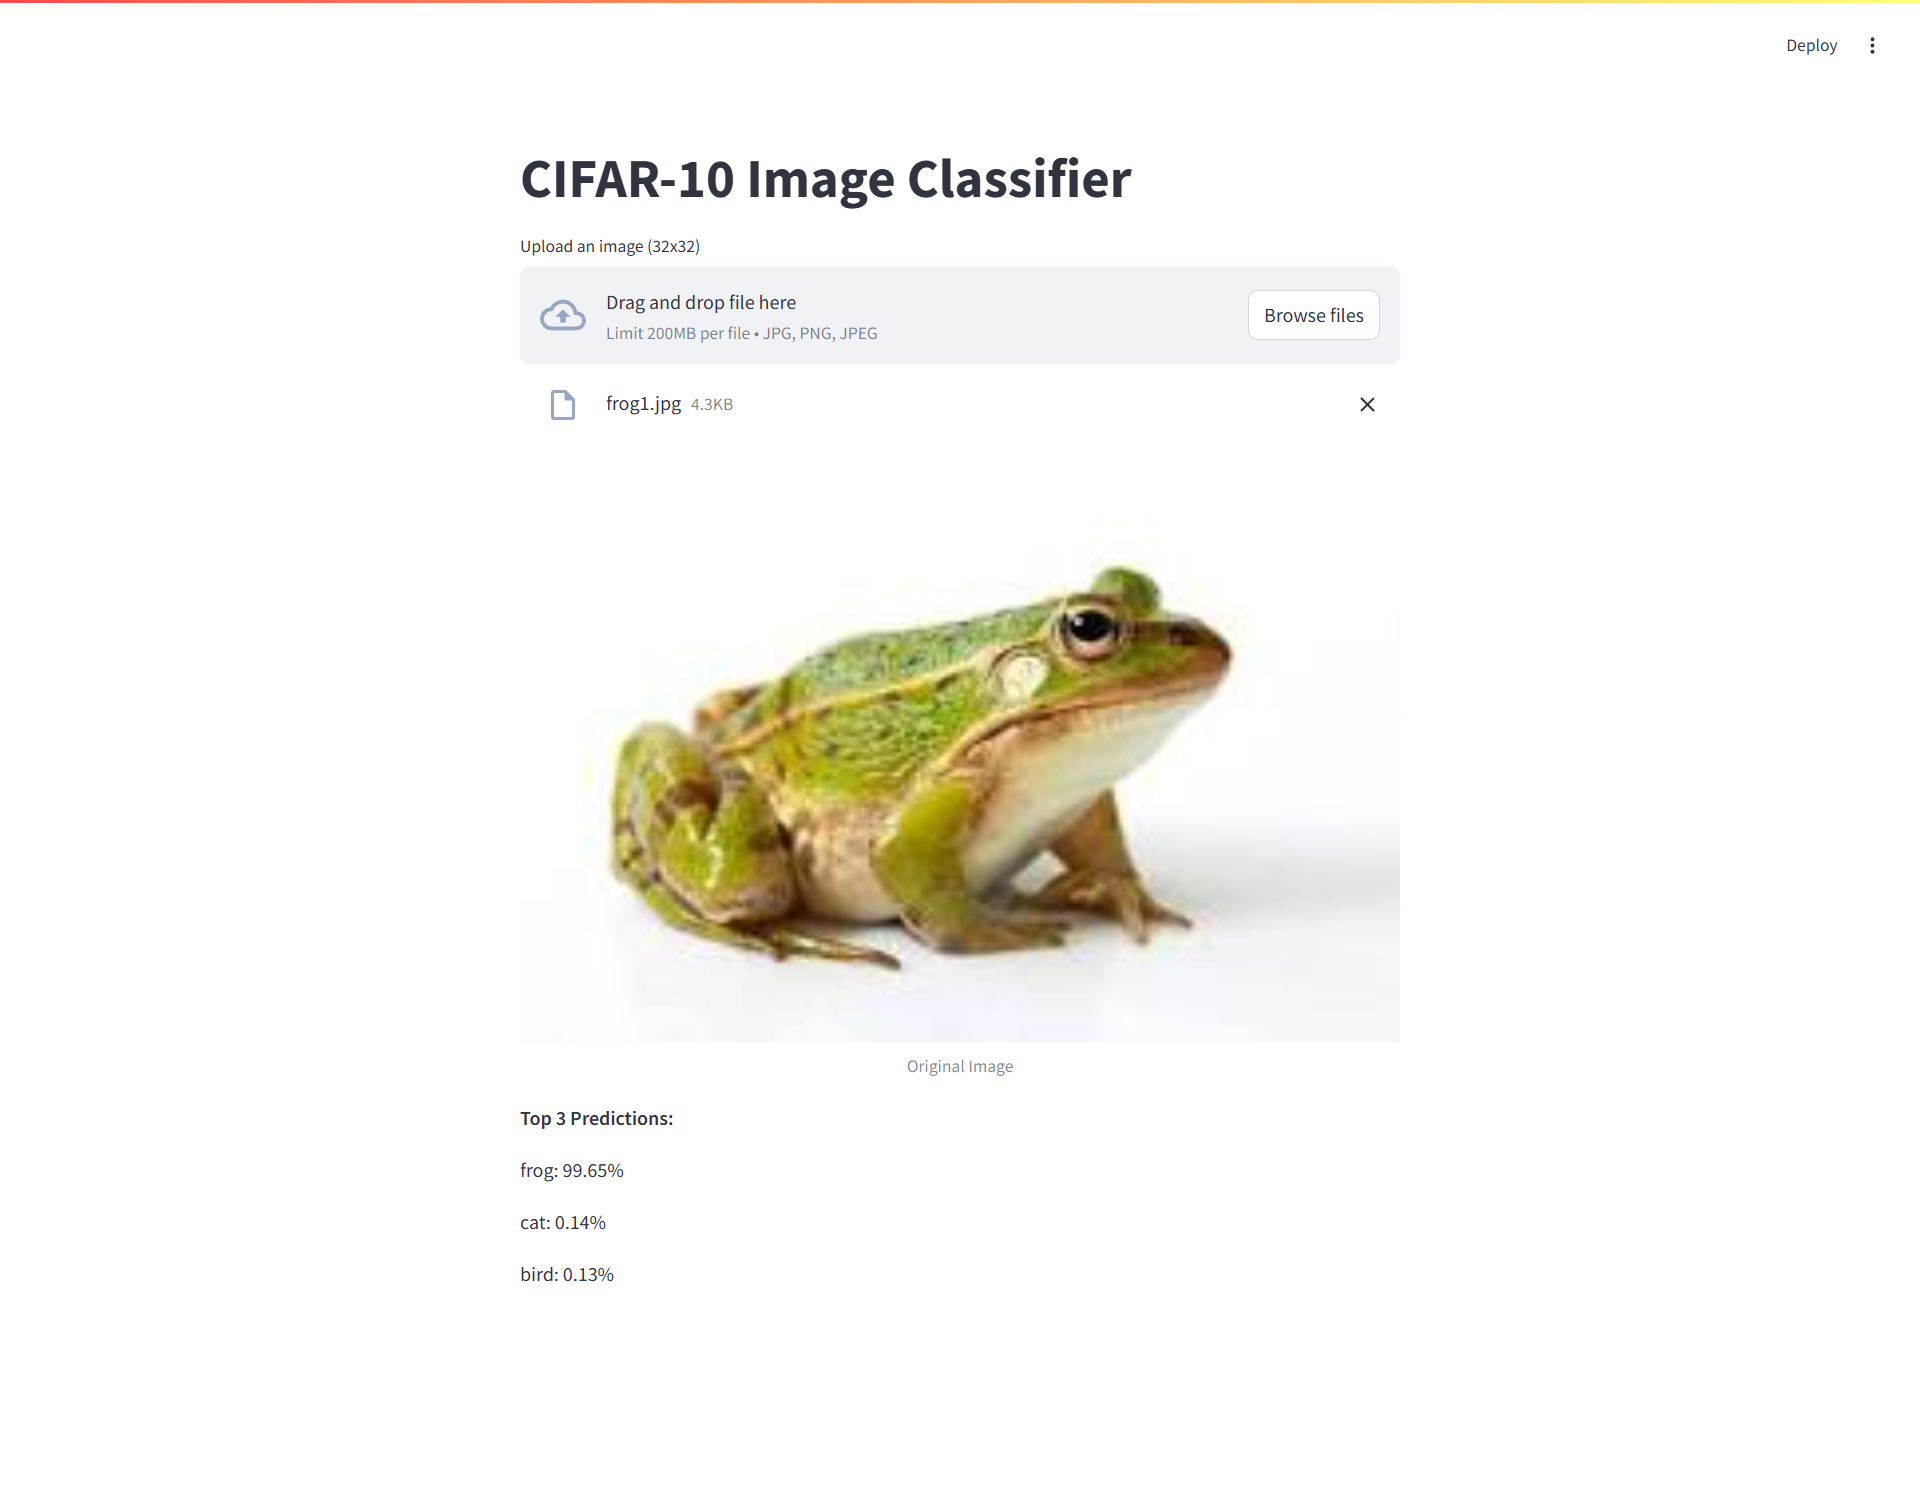 Deploy
CIFAR-10 Image Classifier
Upload an image (32x32)
Drag and drop file here
Limit 200MB per file • JPG, PNG, JPEG
Browse files
frog1.jpg 4.3KB
Original Image
Top 3 Predictions:
frog: 99.65%
cat: 0.14%
bird: 0.13%